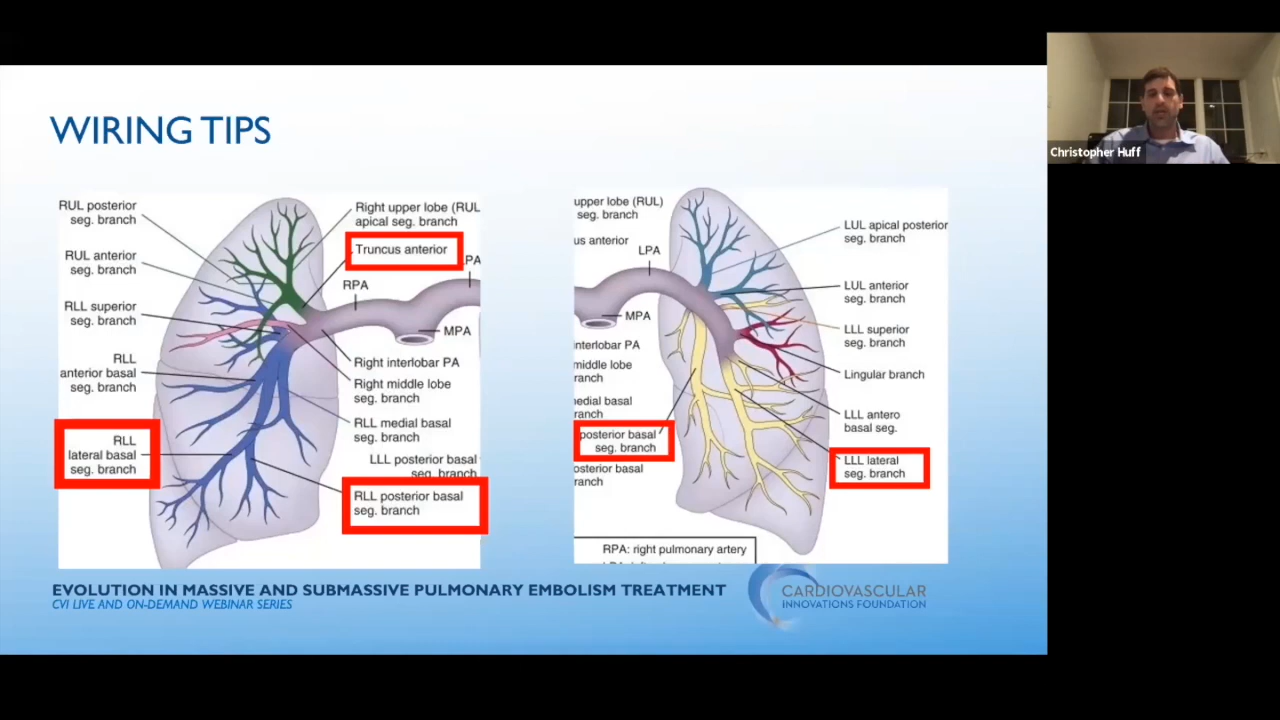 WIRING TIPS
RUL posterior
seg. branch
RUL anterior
seg. branch
RLL superior
seg. branch
RLL
anterior basal
seg. branch
RLL
lateral basal
seg. branch
Right upper lobe (RUL
apical seg. branch
Truncus anterior
PA
RPA
MPA
Right interlobar PA
Right middle lobe
seg. branch
RLL medial basal
seg. branch
LLL posterior basal
seg. branch
RLL posterior basal
seg. branch
upper lobe (RUL)
seg. branch
us anterior
LPA
MPA
interlobar PA
middle lobe
ranch
medial basal
ranch
posterior basal
seg. branch
osterior basal
ranch
LUL apical posterior
seg. branch
LUL anterior
seg. branch
LLL superior
seg. branch
Lingular branch
LLL antero
basal seg.
LLL lateral
seg. branch
RPA: right pulmonary artery
EVOLUTION IN MASSIVE AND SUBMASSIVE PULMONARY EMBOLISM TREATMENT
CVI LIVE AND ON-DEMAND WEBINAR SERIES
CARDIOVASCULAR
INNOVATIONS FOUNDATION
Christopher Huff